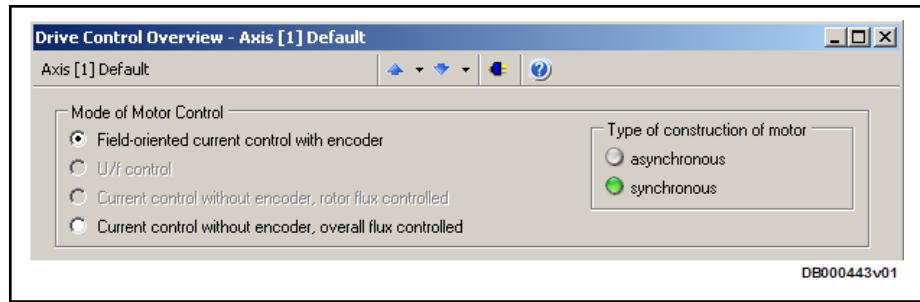 Drive Control Overview - Axis [1] Default
Axis [1] Default
Mode of Motor Control
Field-oriented current control with encoder
U/f control
Current control without encoder, rotor flux controlled
Current control without encoder, overall flux controlled
Type of construction of motor
asynchronous
synchronous
DB000443v01